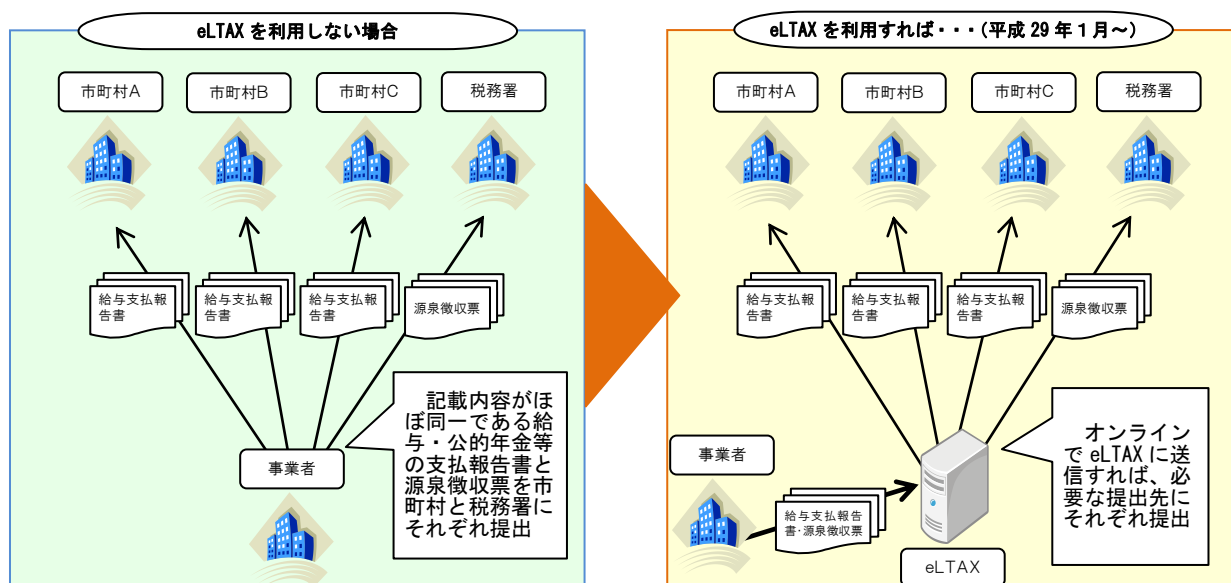 eLTAX を利用しない場合
市町村A
市町村B
市町村C
税務署
給与支払報
告書
給与支払報
告書
給与支払報
告書
源泉徴収票
事業者
記載内容がほ
ぼ同一である給
与・公的年金等
の支払報告書と
源泉徴収票を市
町村と税務署に
それぞれ提出
eLTAX を利用すれば・・・（平成 29 年 1 月～）
市町村A
市町村B
市町村C
税務署
給与支払報
告書
給与支払報
告書
給与支払報
告書
源泉徴収票
事業者
給与支払報告
書・源泉徴収票
eLTAX
オンライン
で eLTAX に送
信すれば、必
要な提出先に
それぞれ提出